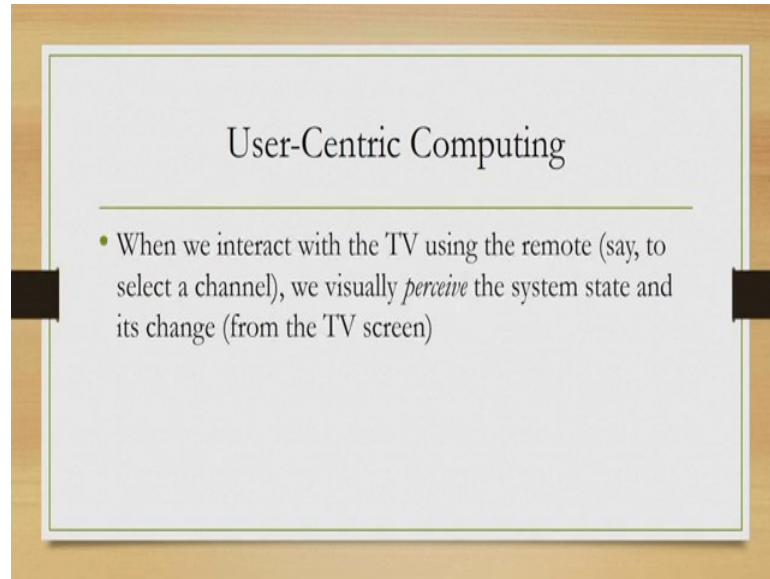 User-Centric Computing
• When we interact with the TV using the remote (say, to
select a channel), we visually perceive the system state and
its change (from the TV screen)